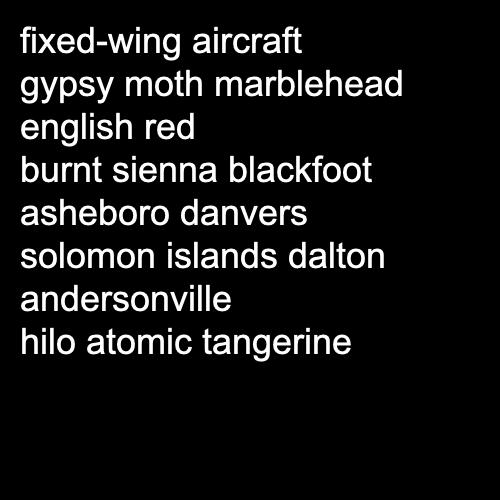 fixed-wing aircraft
gypsy moth marblehead
english red
burnt sienna blackfoot
asheboro danvers
solomon islands dalton
andersonville
hilo atomic tangerine